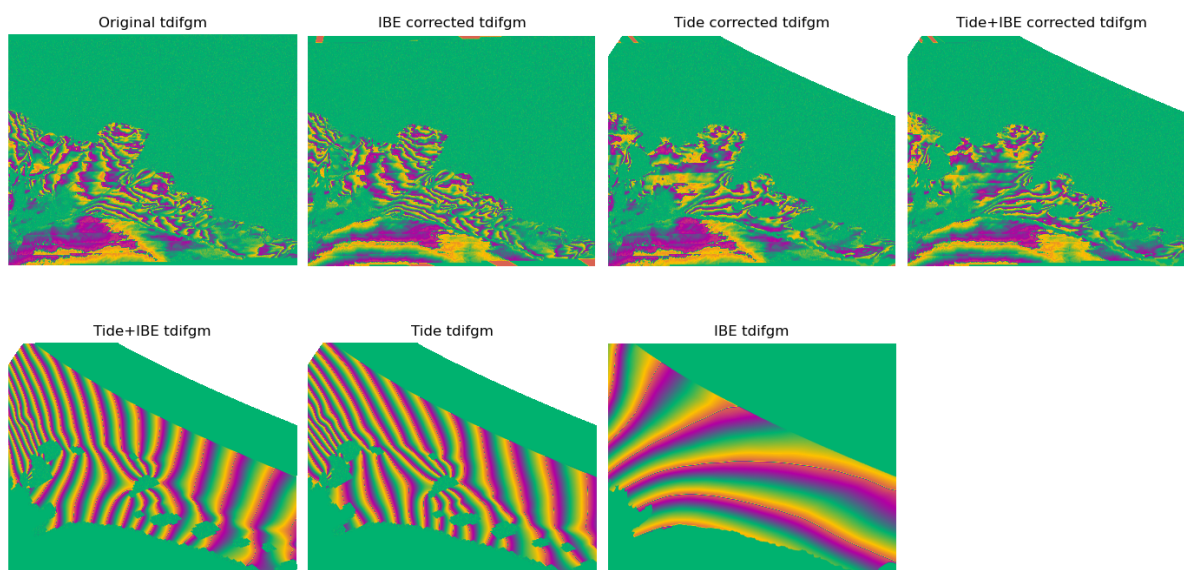 Original tdifgm
IBE corrected tdifgm
Tide corrected tdifgm
Tide+IBE corrected tdifgm
Tide+IBE tdifgm
Tide tdifgm
IBE tdifgm